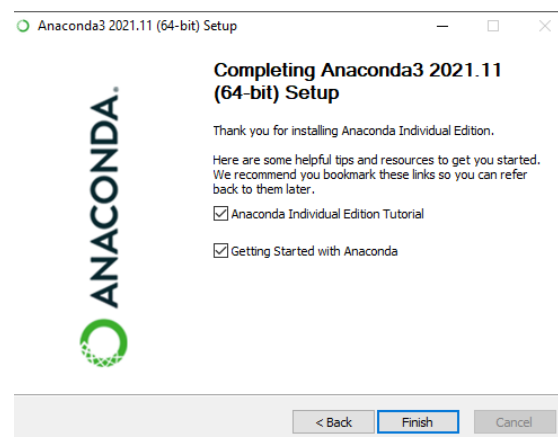 Anaconda3 2021.11 (64-bit) Setup
ANACONDA.
Completing Anaconda3 2021.11
(64-bit) Setup
Thank you for installing Anaconda Individual Edition.
Here are some helpful tips and resources to get you started.
We recommend you bookmark these links so you can refer
back to them later.
Anaconda Individual Edition Tutorial
Getting Started with Anaconda
< Back
Finish
Cancel